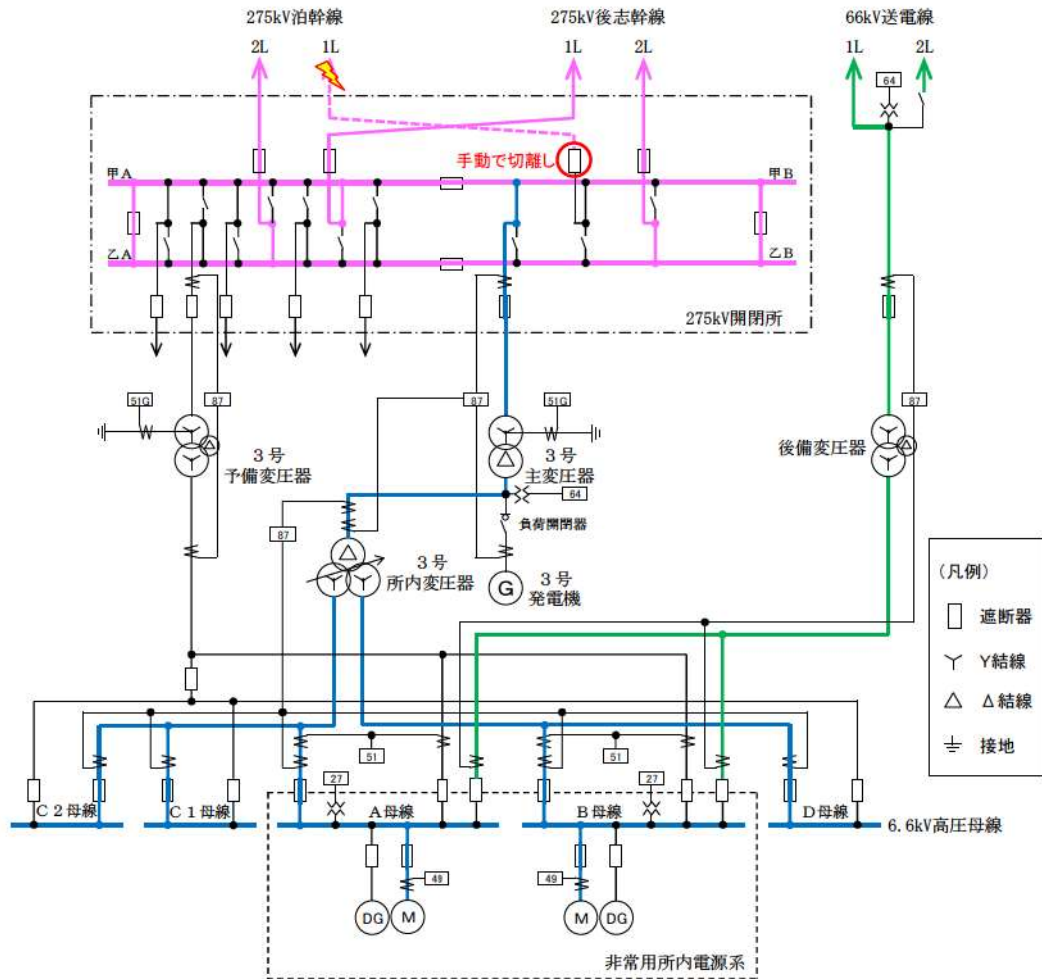 275kV泊幹線
275kV後志幹線
66kV送電線
2L
1L
1L
2L
1L
2L
64
手動で切離し
甲A
甲B
乙A
乙B
275kV開閉所
51G
87
51G
87
3号
予備変圧器
3号
主変圧器
後備変圧器
64
負荷開閉器
87
3号
所内変圧器
G
3号
発電機
(凡例)
遮断器
Y結線
Δ結線
接地
51
51
27
27
C2母線
C1母線
A母線
B母線
D母線
6.6kV高圧母線
49
49
DG
M
M
DG
非常用所内電源系